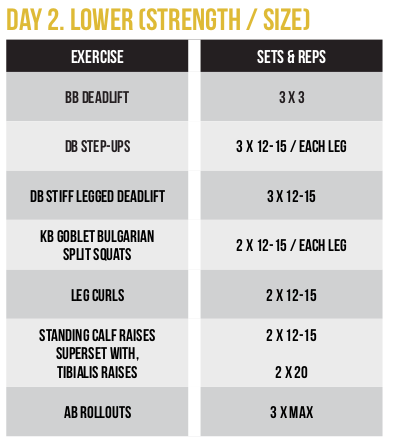 DAY 2. LOWER (STRENGTH / SIZE)
EXERCISE SETS & REPS
BB DEADLIFT 3 X 3
DB STEP-UPS 3 X 12-15 / EACH LEG
DB STIFF LEGGED DEADLIFT 3 X 12-15
KB GOBLET BULGARIAN
SPLIT SQUATS
2 X 12-15 / EACH LEG
LEG CURLS 2 X 12-15
STANDING CALF RAISES
SUPERSET WITH,
TIBIALIS RAISES
2 X 12-15
2 X 20
AB ROLLOUTS 3 X MAX